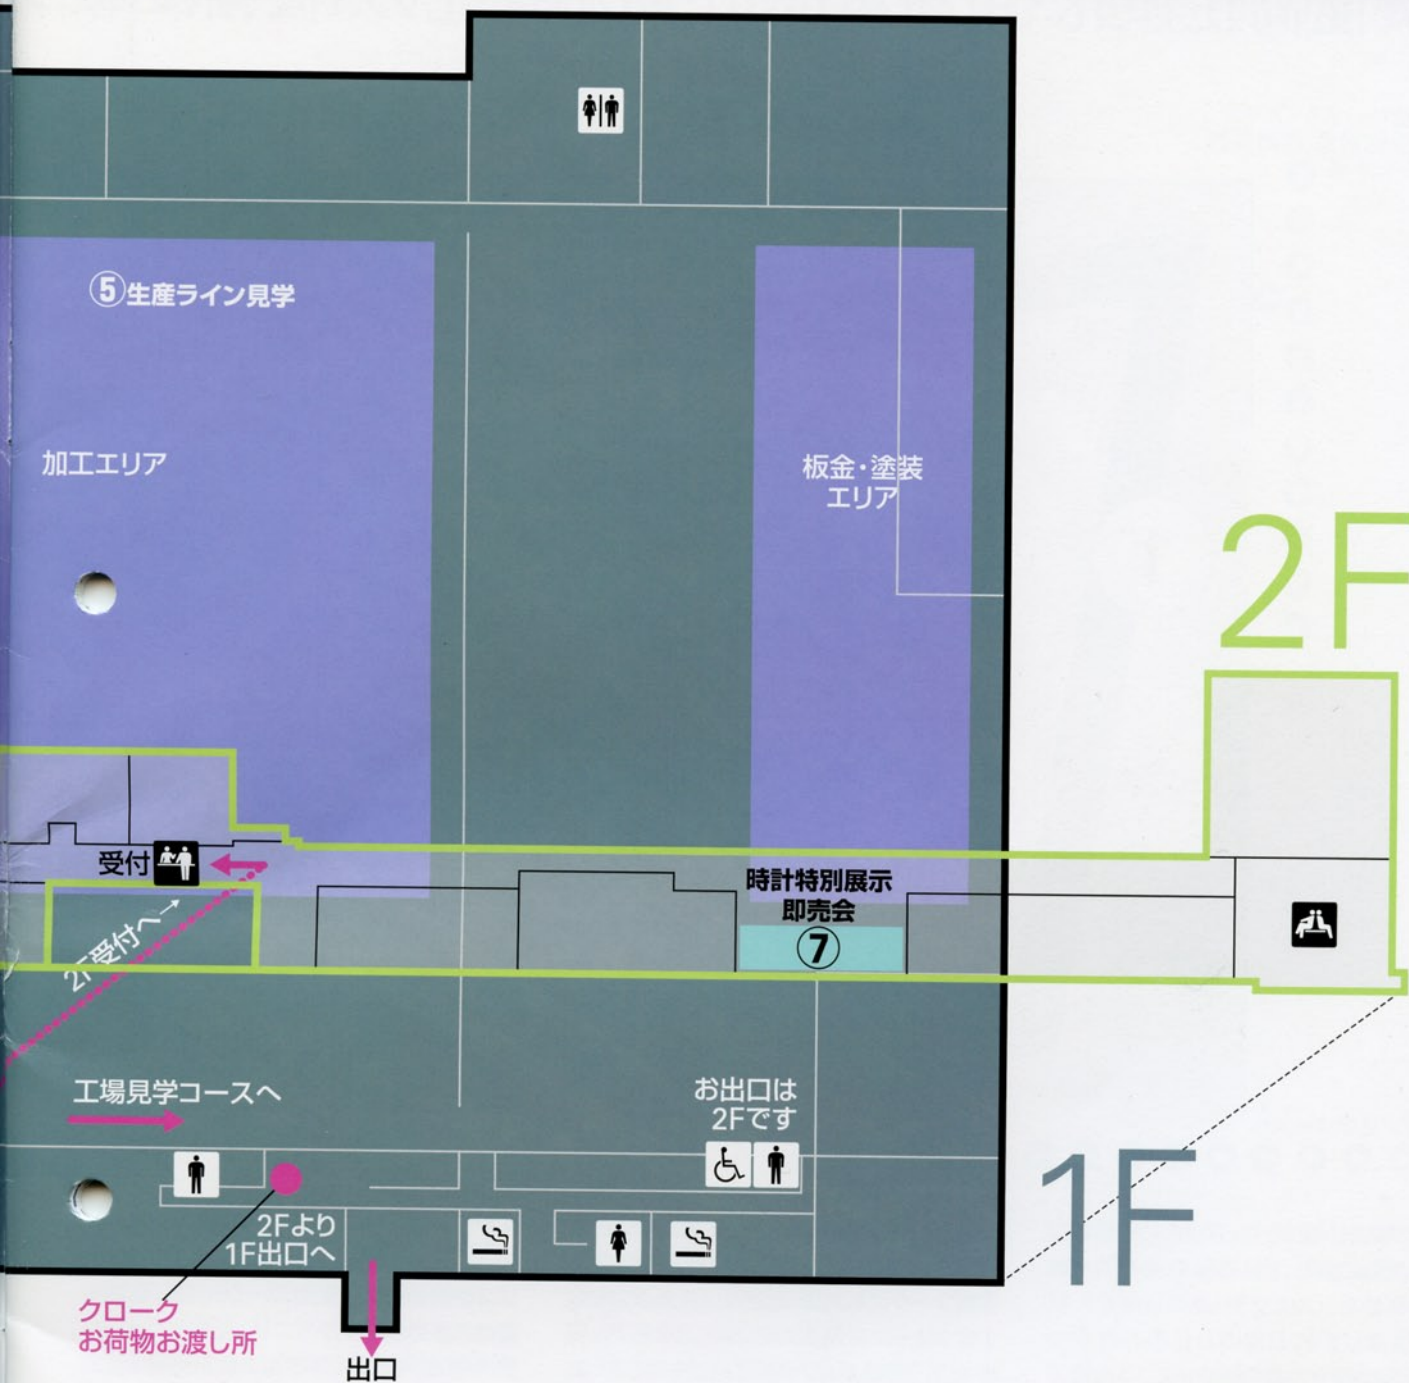 ⑤生産ライン見学
加工エリア
板金・塗装
エリア
2F
受付
時計特別展示
即売会
⑦
2F受付へ→
工場見学コースへ
お出口は
2Fです
1F
2Fより
1F出口へ
クローク
お荷物お渡し所
出口